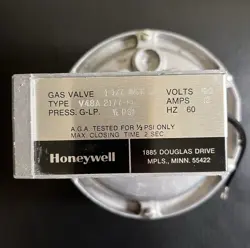 GAS VALVE VOLTS
TYPE V48A AMPS
PRESS. G-LP. HZ 60
A.G.A TESTED FOR ½ PSI ONLY
MAX CLOSING TIME 2 SEC.
Honeywell
1885 DOUGLAS DRIVE
MPLS., MINN. 55422